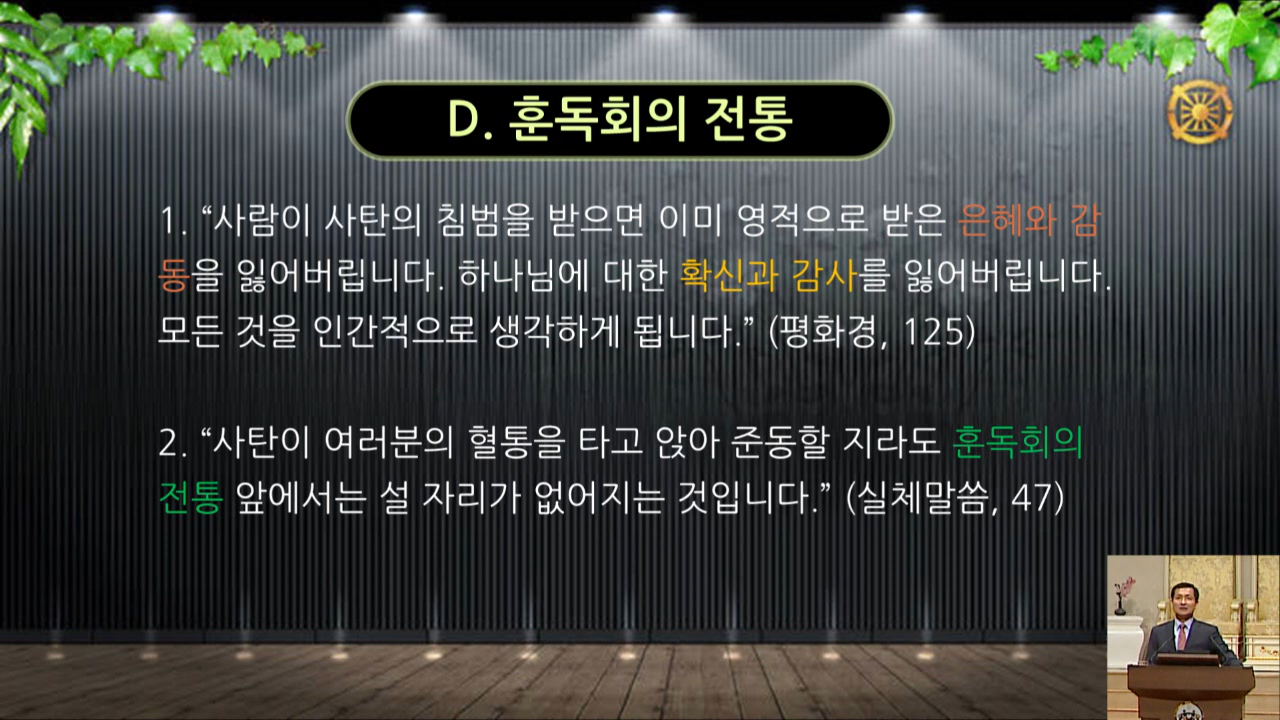 D. 훈독회의 전통
1. “사람이 사탄의 침범을 받으면 이미 영적으로 받은 은혜와 감
동을 잃어버립니다. 하나님에 대한 확신과 감사를 잃어버립니다.
모든 것을 인간적으로 생각하게 됩니다.” (평화경, 125)
2. “사탄이 여러분의 혈통을 타고 앉아 준동할 지라도 훈독회의
전통 앞에서는 설 자리가 없어지는 것입니다.” (실체말씀, 47)